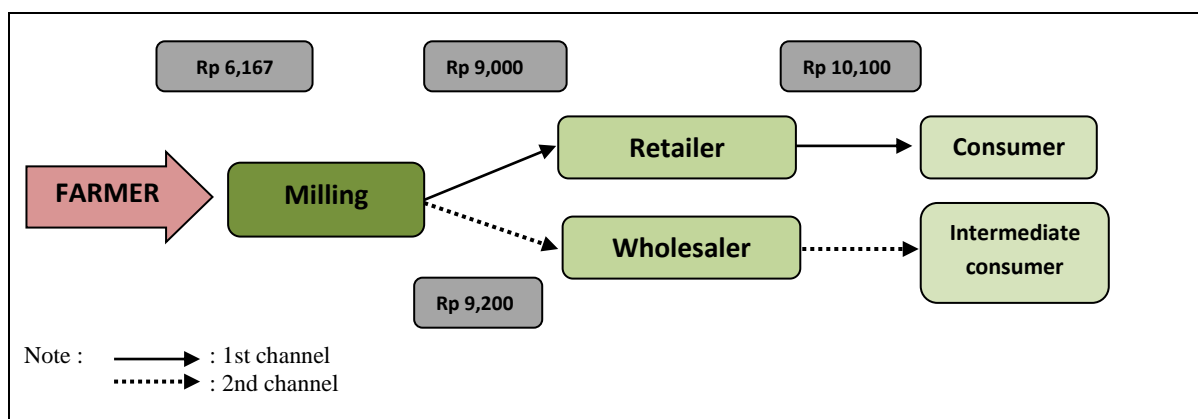 Rp 6,167
Rp 9,000
Rp 10,100
Retailer
Consumer
FARMER
Milling
Wholesaler
Intermediate
consumer
Rp 9,200
Note : : 1st channel
: 2nd channel